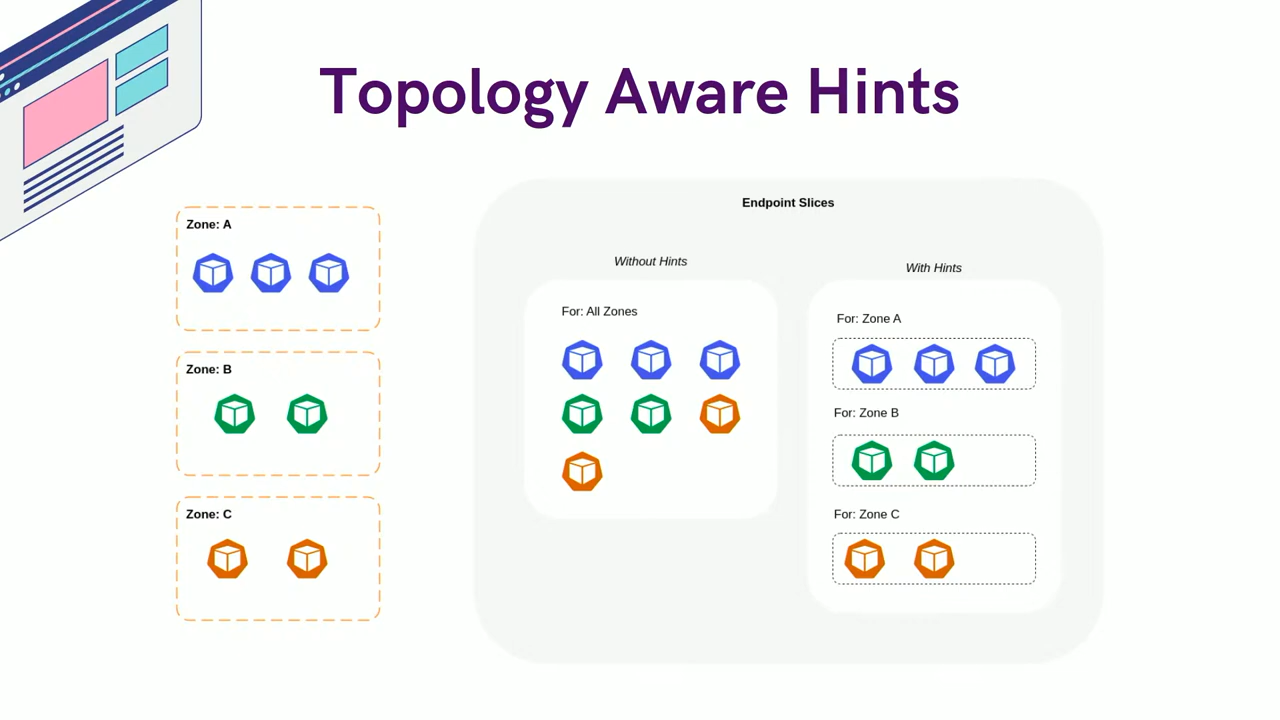 Topology Aware Hints
Zone: A
Zone: B
Zone: C
Endpoint Slices
Without Hints
For: All Zones
With Hints
For: Zone A
For: Zone B
For: Zone C